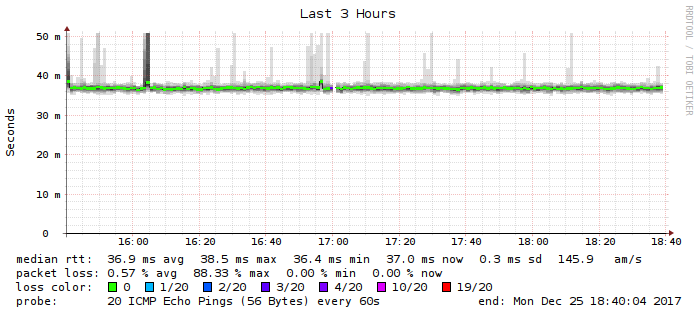 Last 3 Hours
RRDTOOL / TOBI OETIKER
Seconds
50 m
40 m
30 m
20 m
10 m
0
16:00 16:20 16:40 17:00 17:20 17:40 18:00 18:20 18:40
median rtt: 36.9 ms avg 38.5 ms max 36.4 ms min 37.0 ms now 0.3 ms sd 145.9 am/s
packet loss: 0.57 % avg 88.33 % max 0.00 % min 0.00 % now
loss color: 0 1/20 2/20 3/20 4/20 10/20 19/20
probe: 20 ICMP Echo Pings (56 Bytes) every 60s end: Mon Dec 25 18:40:04 2017